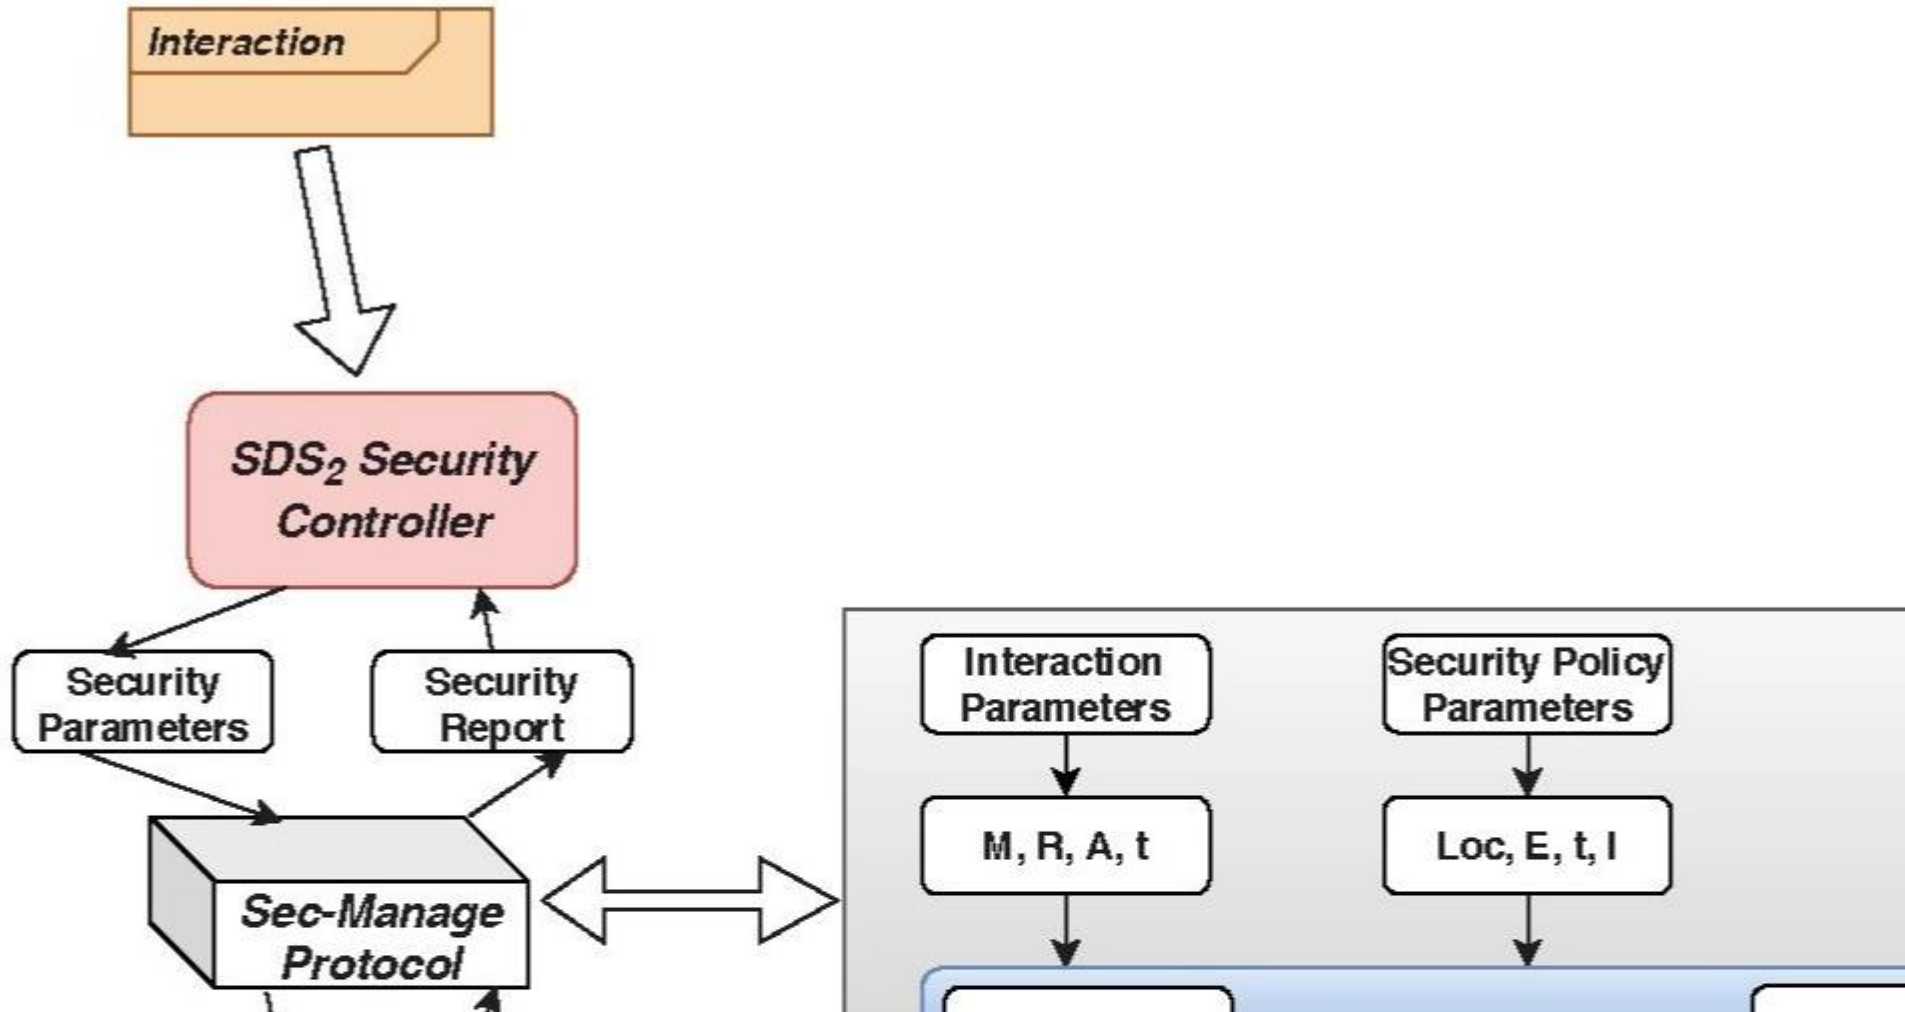 Interaction
SDS₂ Security
Controller
Security
Parameters
Security
Report
Interaction
Parameters
Security Policy
Parameters
M, R, A, t
Loc, E, t, I
Sec-Manage
Protocol